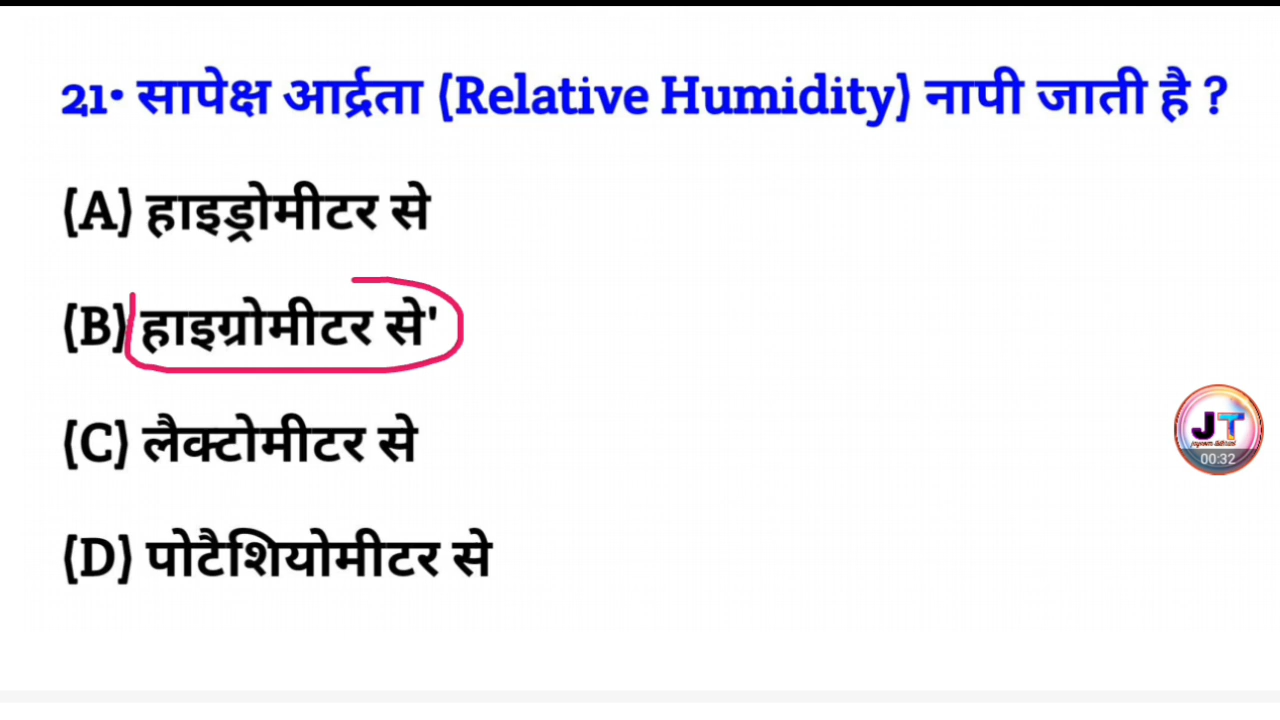 21• सापेक्ष आर्द्रता (Relative Humidity) नापी जाती है ?
(A) हाइड्रोमीटर से
(B) हाइग्रोमीटर से'
(C) लैक्टोमीटर से
(D) पोटैशियोमीटर से
JT
00:32